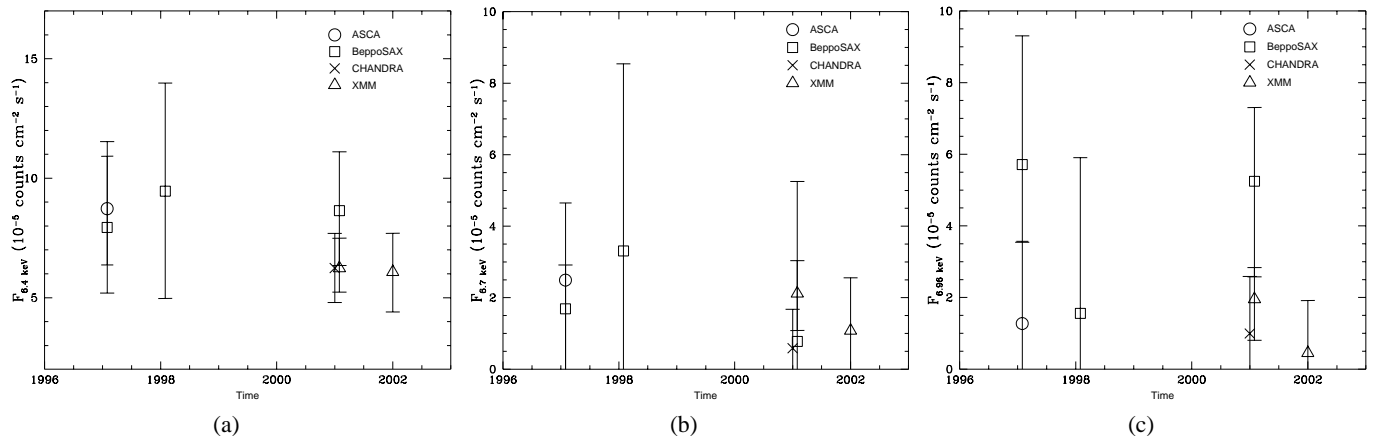 15
10
5
1996 1998 2000 2002
Time
F6.4 keV (10−5 counts cm−2 s−1)
ASCA
BeppoSAX
CHANDRA
XMM
(a)
10
8
6
4
2
0
1996 1998 2000 2002
Time
F6.7 keV (10−5 counts cm−2 s−1)
ASCA
BeppoSAX
CHANDRA
XMM
(b)
10
8
6
4
2
0
1996 1998 2000 2002
Time
F6.96 keV (10−5 counts cm−2 s−1)
ASCA
BeppoSAX
CHANDRA
XMM
(c)